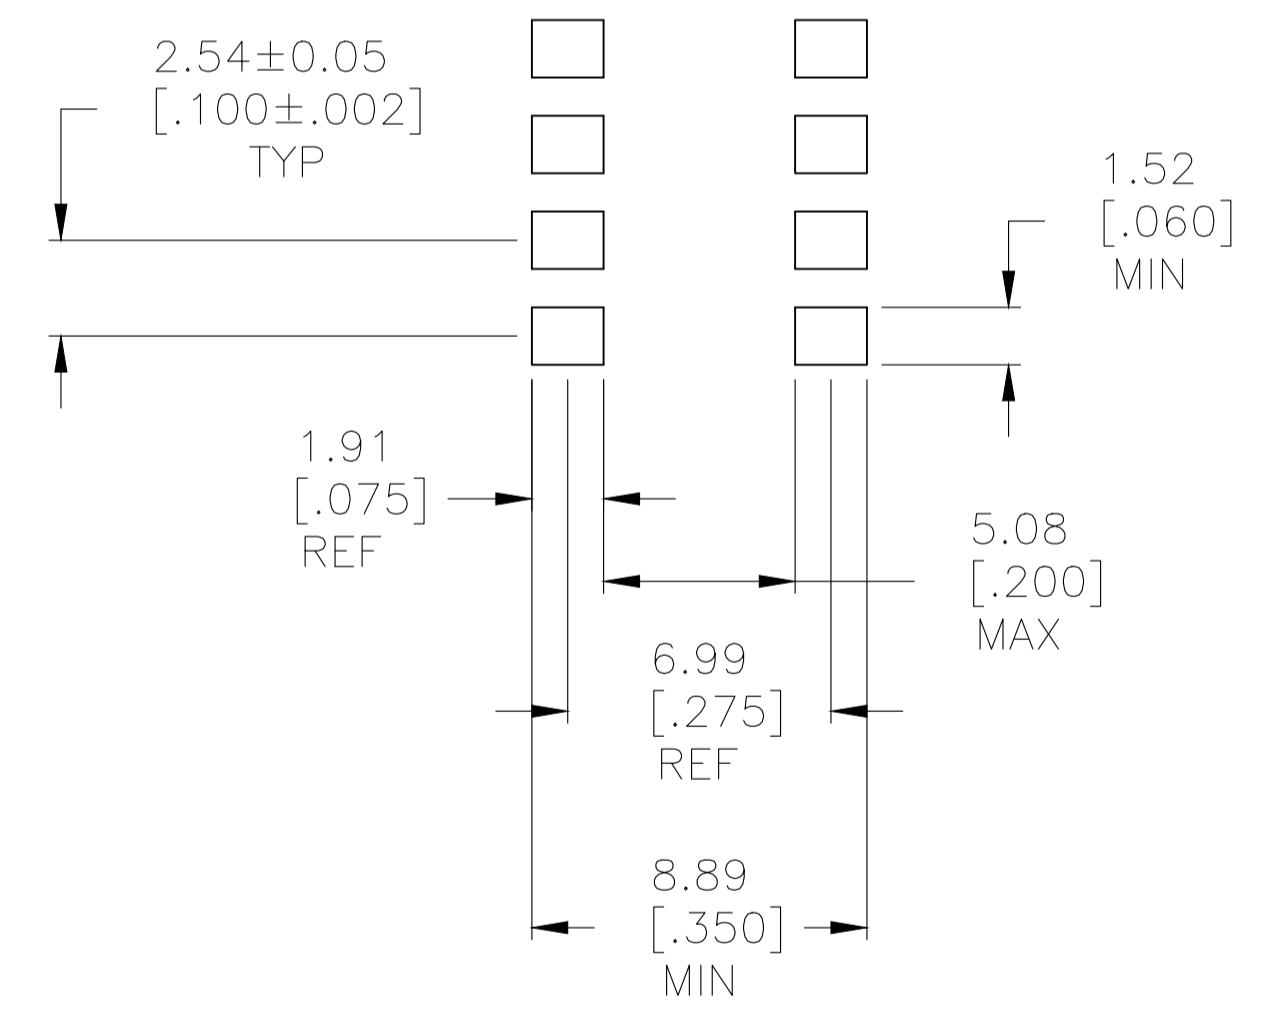 2.54±0.05
[.100±.002]
TYP
1.52
[.060]
MIN
1.91
[.075]
REF
5.08
[.200]
MAX
6.99
[.275]
REF
8.89
[.350]
MIN